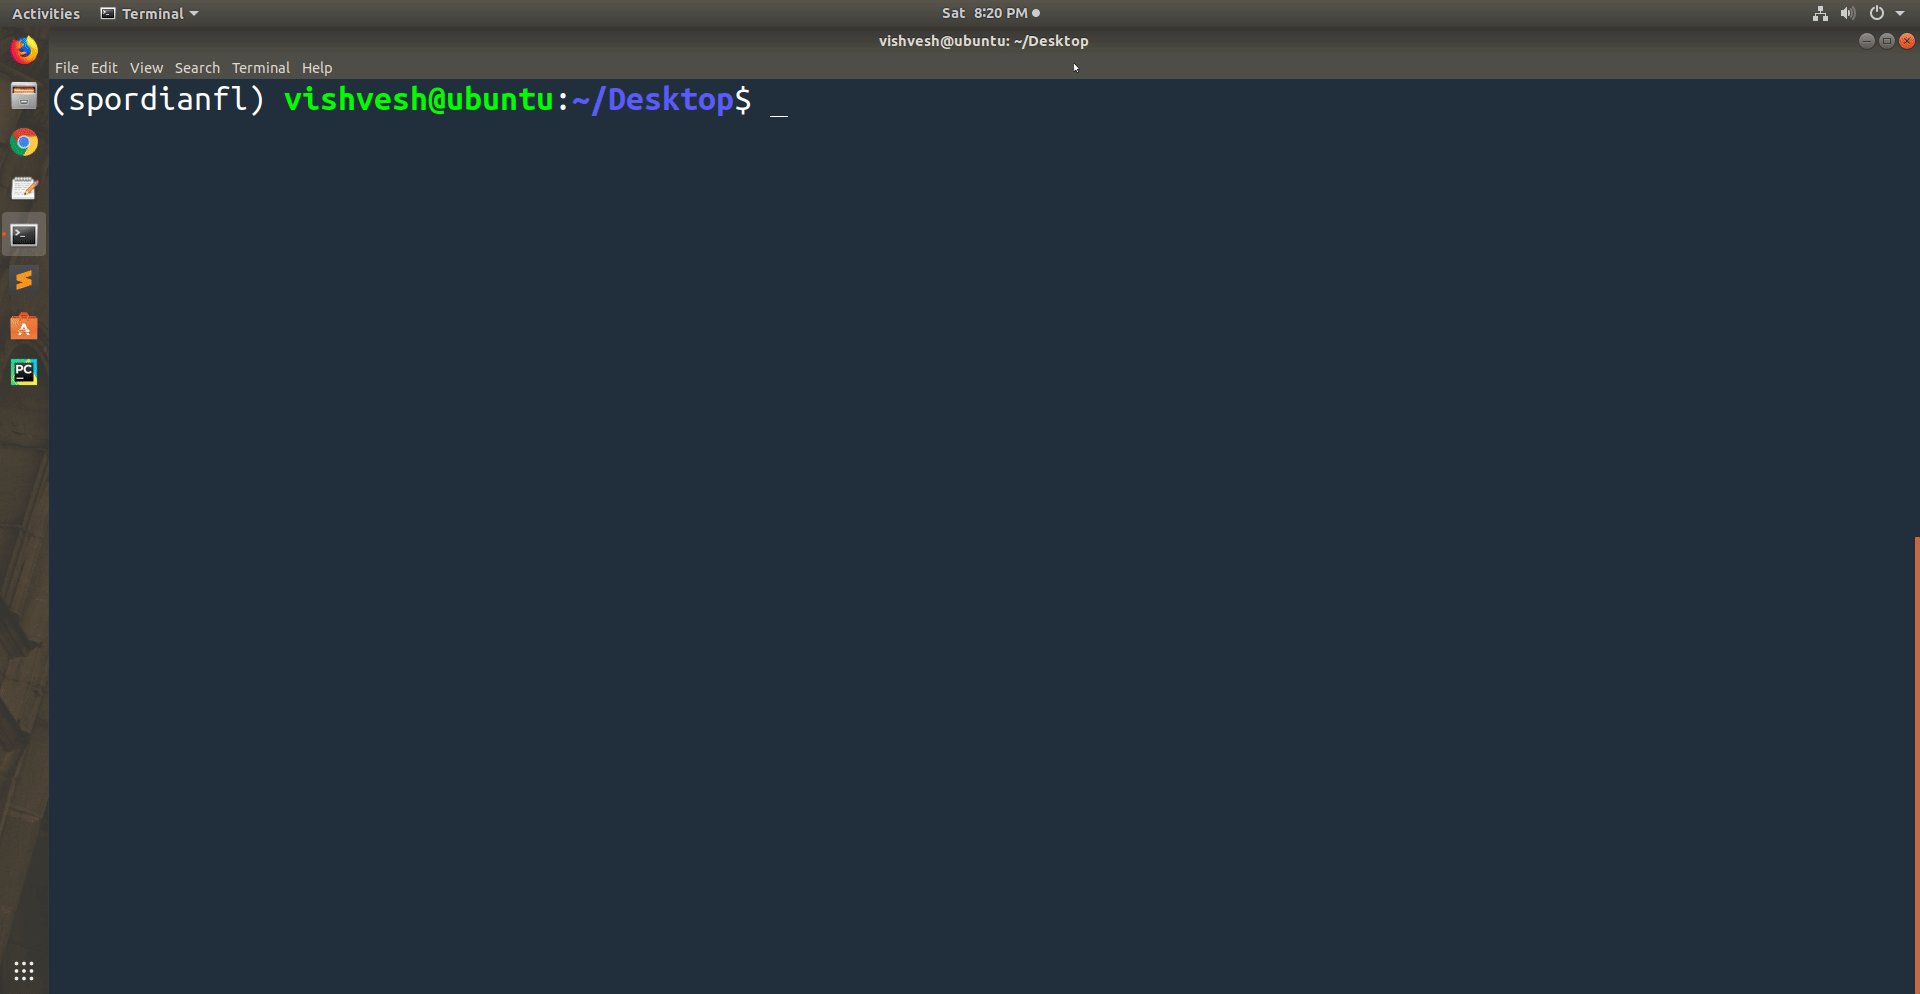 Activities Terminal Sat 8:20 PM
vishvesh@ubuntu: ~/Desktop
File Edit View Search Terminal Help
(spordianfl) vishvesh@ubuntu:~/Desktop$ _
PC